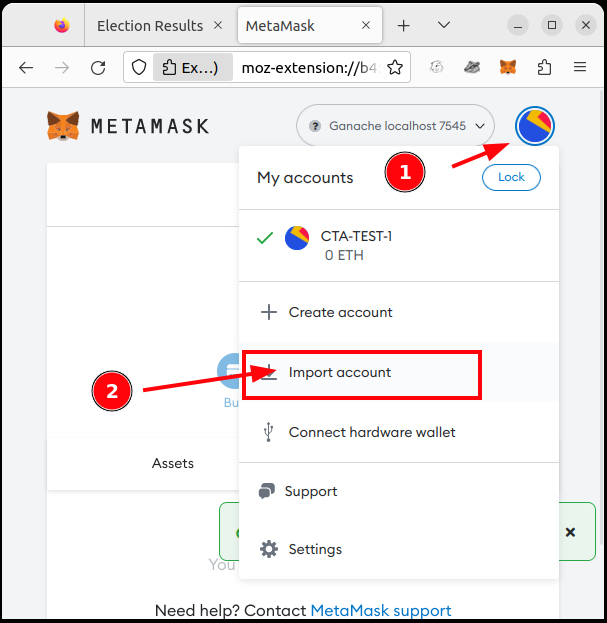 Election Results
MetaMask
Ex...)
moz-extension://b4
METAMASK
? Ganache localhost 7545
1
My accounts
Lock
CTA-TEST-1
0 ETH
Create account
2
Import account
Bu
Connect hardware wallet
Assets
Support
Settings
You
Need help? Contact MetaMask support